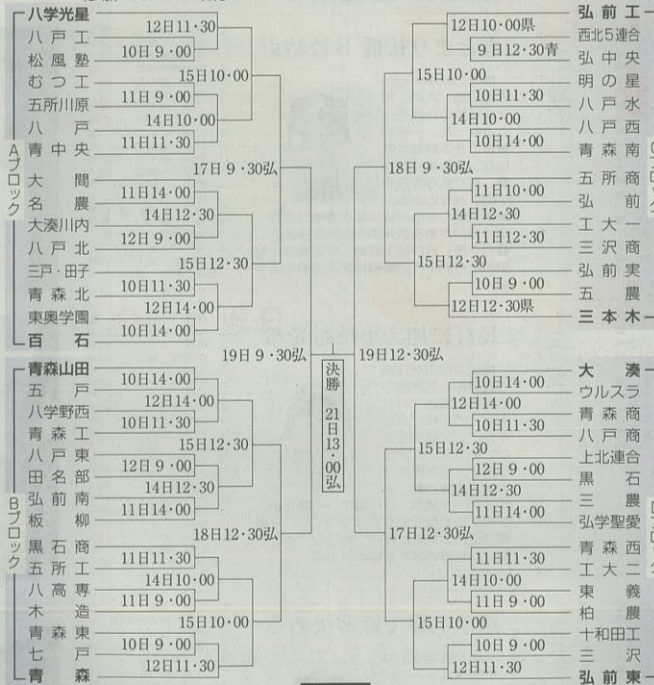 八学光星
八戸工
松風塾
むつ工
五所川原
八戸
青中央
大間
名農
大湊川内
八戸北
三戸・田子
青森北
東奥学園
百石
Aブロック
12日11・30
10日9・00
15日10・00
11日9・00
14日10・00
11日11・30
17日9・30弘
11日14・00
14日12・30
12日9・00
15日12・30
10日11・30
12日14・00
10日14・00
19日9・30弘
青森山田
五戸
八学野西
青森工
八戸東
田名部
弘前南
板柳
黒石商
五所工
八高専
木造
青森東
七戸
青森
Bブロック
10日14・00
12日14・00
10日11・30
15日12・30
12日9・00
14日12・30
11日14・00
18日12・30弘
11日11・30
14日10・00
11日9・00
15日10・00
10日9・00
12日11・30
決勝 21日13・00弘
弘前工
西北5連合
弘中央
明の星
八戸水
八戸西
青森南
五所商
弘前
工大一
三沢商
弘前実
五農
三本木
12日10・00県
9日12・30青
15日10・00
10日11・30
14日10・00
10日14・00
18日9・30弘
11日10・00
14日12・30
11日12・30
15日12・30
10日9・00
12日12・30県
19日12・30弘
大湊
ウルスラ
青森商
八戸商
上北連合
黒石
三農
弘学聖愛
青森西
工大二
東義
柏農
十和田工
三沢
弘前東
10日14・00
12日14・00
10日11・30
15日12・30
12日9・00
14日12・30
11日14・00
17日12・30弘
11日11・30
14日10・00
11日9・00
15日10・00
10日9・00
12日11・30